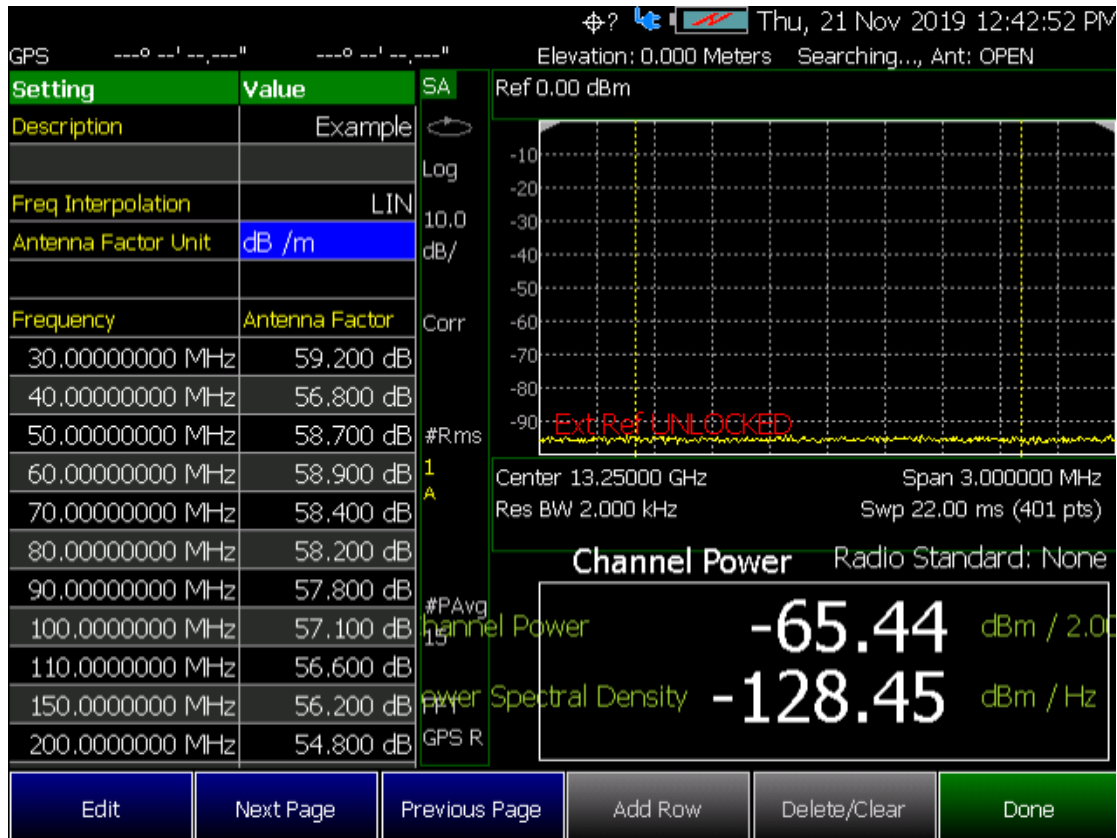 ? Thu, 21 Nov 2019 12:42:52 PM
GPS ---° --' --.---" ---° --' --.---" Elevation: 0.000 Meters Searching..., Ant: OPEN
Setting Value
Description Example
Freq Interpolation LIN
Antenna Factor Unit dB /m
Frequency Antenna Factor
30.00000000 MHz 59.200 dB
40.00000000 MHz 56.800 dB
50.00000000 MHz 58.700 dB
60.00000000 MHz 58.900 dB
70.00000000 MHz 58.400 dB
80.00000000 MHz 58.200 dB
90.00000000 MHz 57.800 dB
100.0000000 MHz 57.100 dB
110.0000000 MHz 56.600 dB
150.0000000 MHz 56.200 dB
200.0000000 MHz 54.800 dB
SA
Log
10.0
dB/
Corr
#Rms
1
A
#PAvg
15
GPS R
Ref 0.00 dBm
-10
-20
-30
-40
-50
-60
-70
-80
-90
Ext Ref UNLOCKED
Center 13.25000 GHz Span 3.000000 MHz
Res BW 2.000 kHz Swp 22.00 ms (401 pts)
Channel Power Radio Standard: None
hannel Power -65.44 dBm / 2.00
ower Spectral Density -128.45 dBm / Hz
Edit Next Page Previous Page Add Row Delete/Clear Done